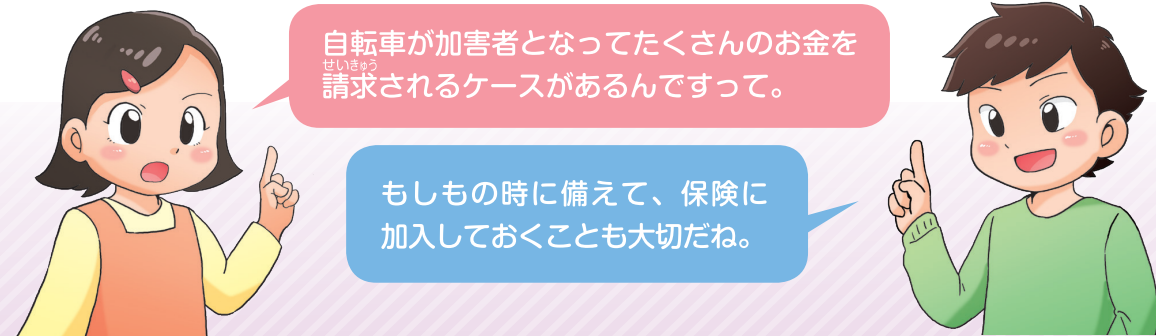 自転車が加害者となってたくさんのお金を
せいきゅう
請求されるケースがあるんですって。
もしもの時に備えて、保険に
加入しておくことも大切だね。